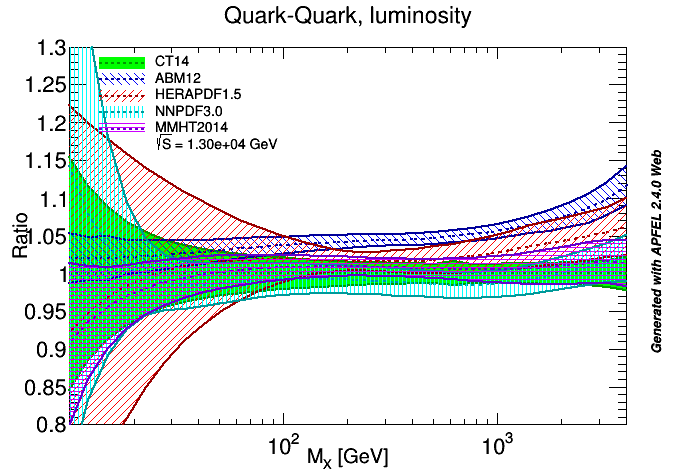 Quark-Quark, luminosity
CT14
ABM12
HERAPDF1.5
NNPDF3.0
MMHT2014
√S = 1.30e+04 GeV
Ratio
1.3
1.25
1.2
1.15
1.1
1.05
1
0.95
0.9
0.85
0.8
10²
10³
M_X [GeV]
Generated with APFEL 2.4.0 Web